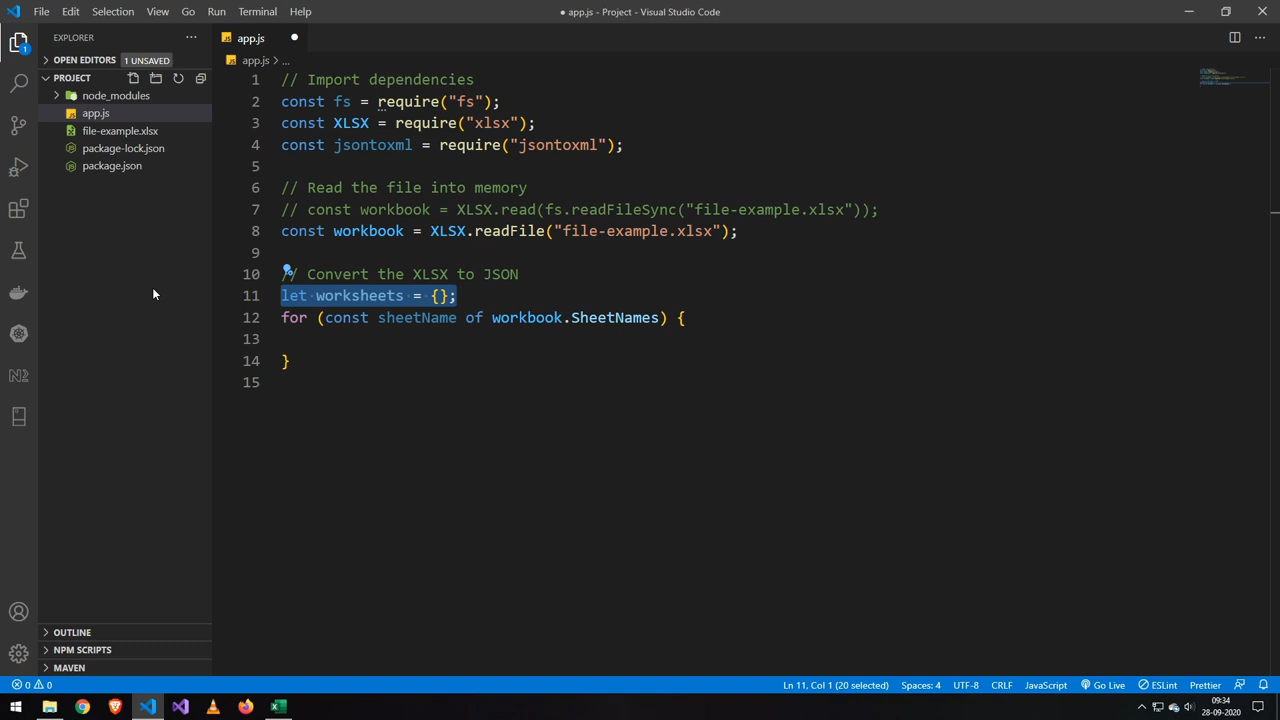 File Edit Selection View Go Run Terminal Help
● app.js - Project - Visual Studio Code
EXPLORER
OPEN EDITORS 1 UNSAVED
PROJECT
node_modules
app.js
file-example.xlsx
package-lock.json
package.json
OUTLINE
NPM SCRIPTS
MAVEN
1
N2
app.js ●
app.js > ...
1 // Import dependencies
2 const fs = require("fs");
3 const XLSX = require("xlsx");
4 const jsontoxml = require("jsontoxml");
5
6 // Read the file into memory
7 // const workbook = XLSX.read(fs.readFileSync("file-example.xlsx"));
8 const workbook = XLSX.readFile("file-example.xlsx");
9
10 // Convert the XLSX to JSON
11 let worksheets = {};
12 for (const sheetName of workbook.SheetNames) {
13
14 }
15
0 0
Ln 11, Col 1 (20 selected) Spaces: 4 UTF-8 CRLF JavaScript Go Live ESLint Prettier
09:34
28-09-2020